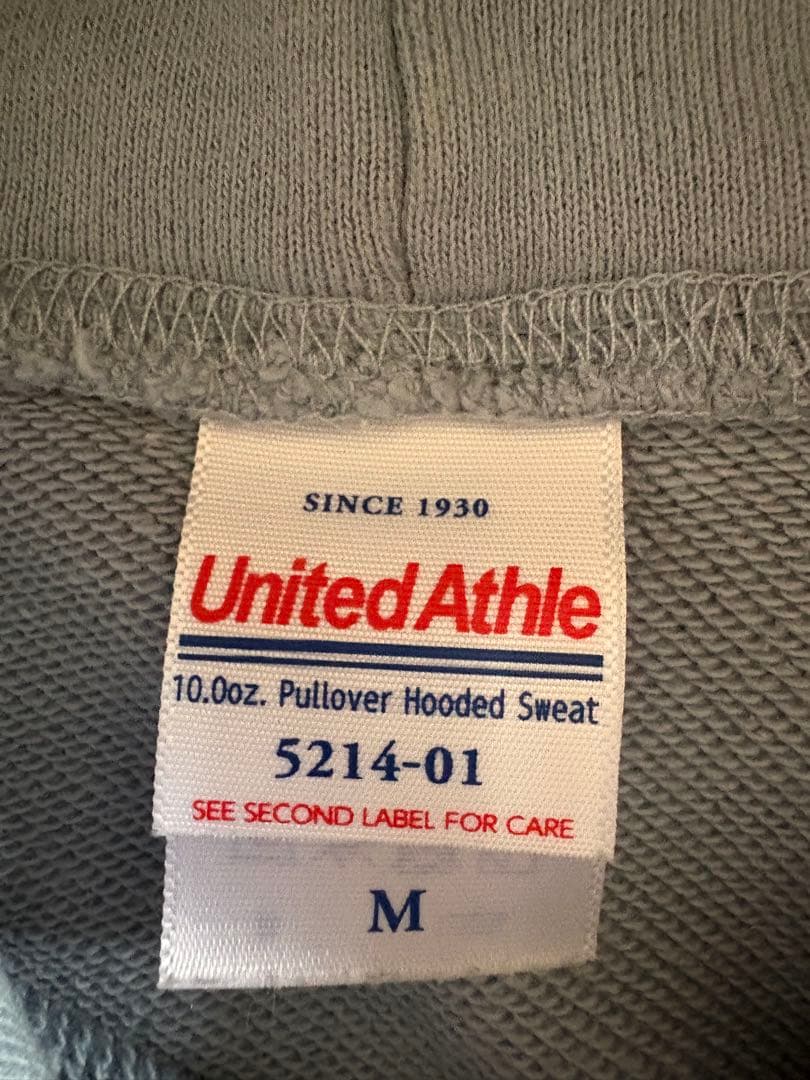 SINCE 1930
United Athle
10.0oz. Pullover Hooded Sweat
5214-01
SEE SECOND LABEL FOR CARE
M